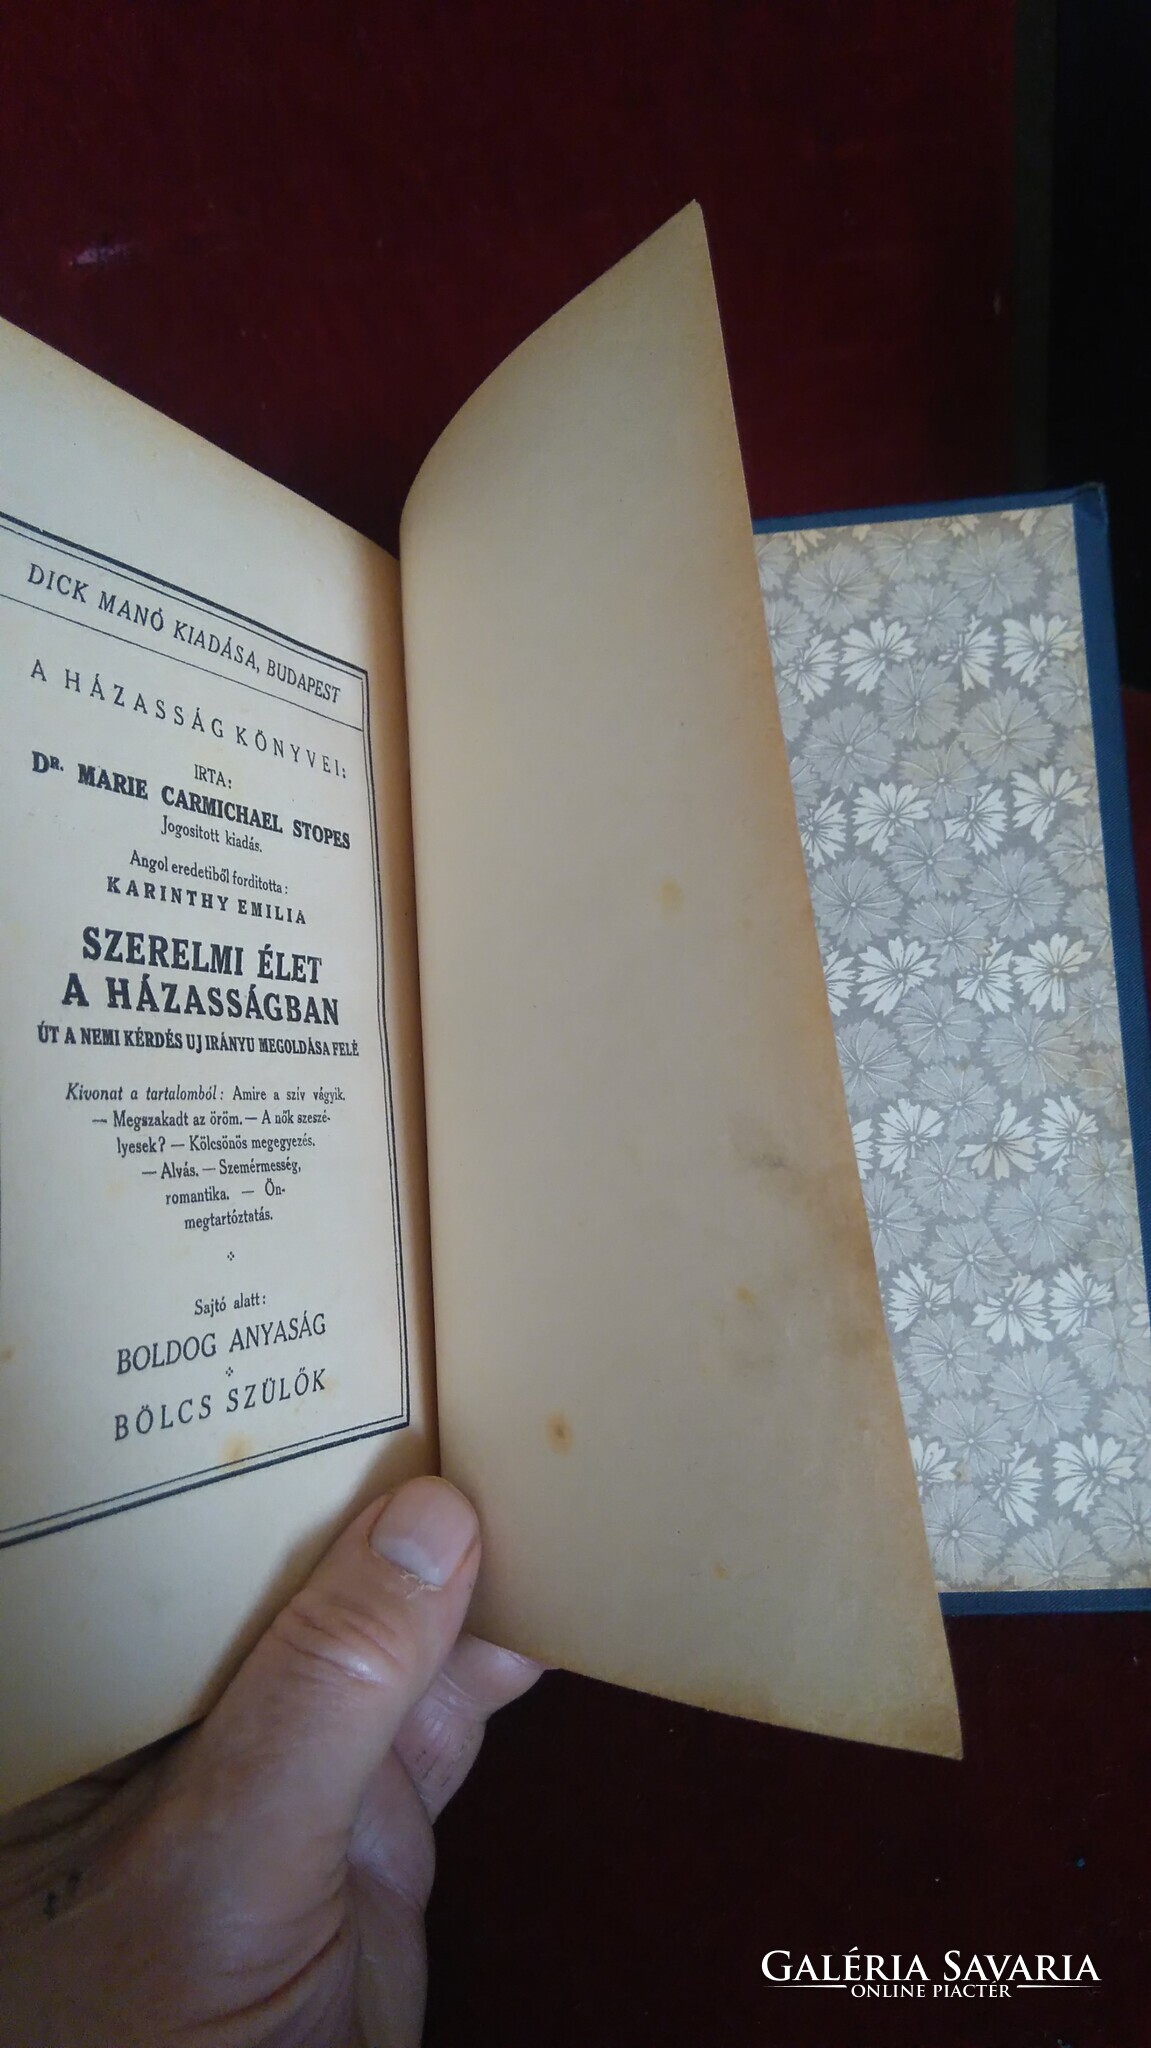 DICK MANÓ KIADÁSA, BUDAPEST
A HÁZASSÁG KÖNYVEI:
IRTA:
DR. MARIE CARMICHAEL STOPES
Jogositott kiadás.
Angol eredetiből forditotta:
KARINTHY EMILIA
SZERELMI ÉLET
A HÁZASSÁGBAN
ÚT A NEMI KÉRDÉS UJ IRÁNYU MEGOLDÁSA FELÉ
Kivonat a tartalomból: Amire a szív vágyik.
— Megszakadt az öröm. — A nők szeszé-
lyesek? — Kölcsönös megegyezés.
— Alvás. — Szemérmesség,
romantika. — Ön-
megtartóztatás.
Sajtó alatt:
BOLDOG ANYASÁG
BÖLCS SZÜLŐK
GALÉRIA SAVARIA
ONLINE PIACTÉR